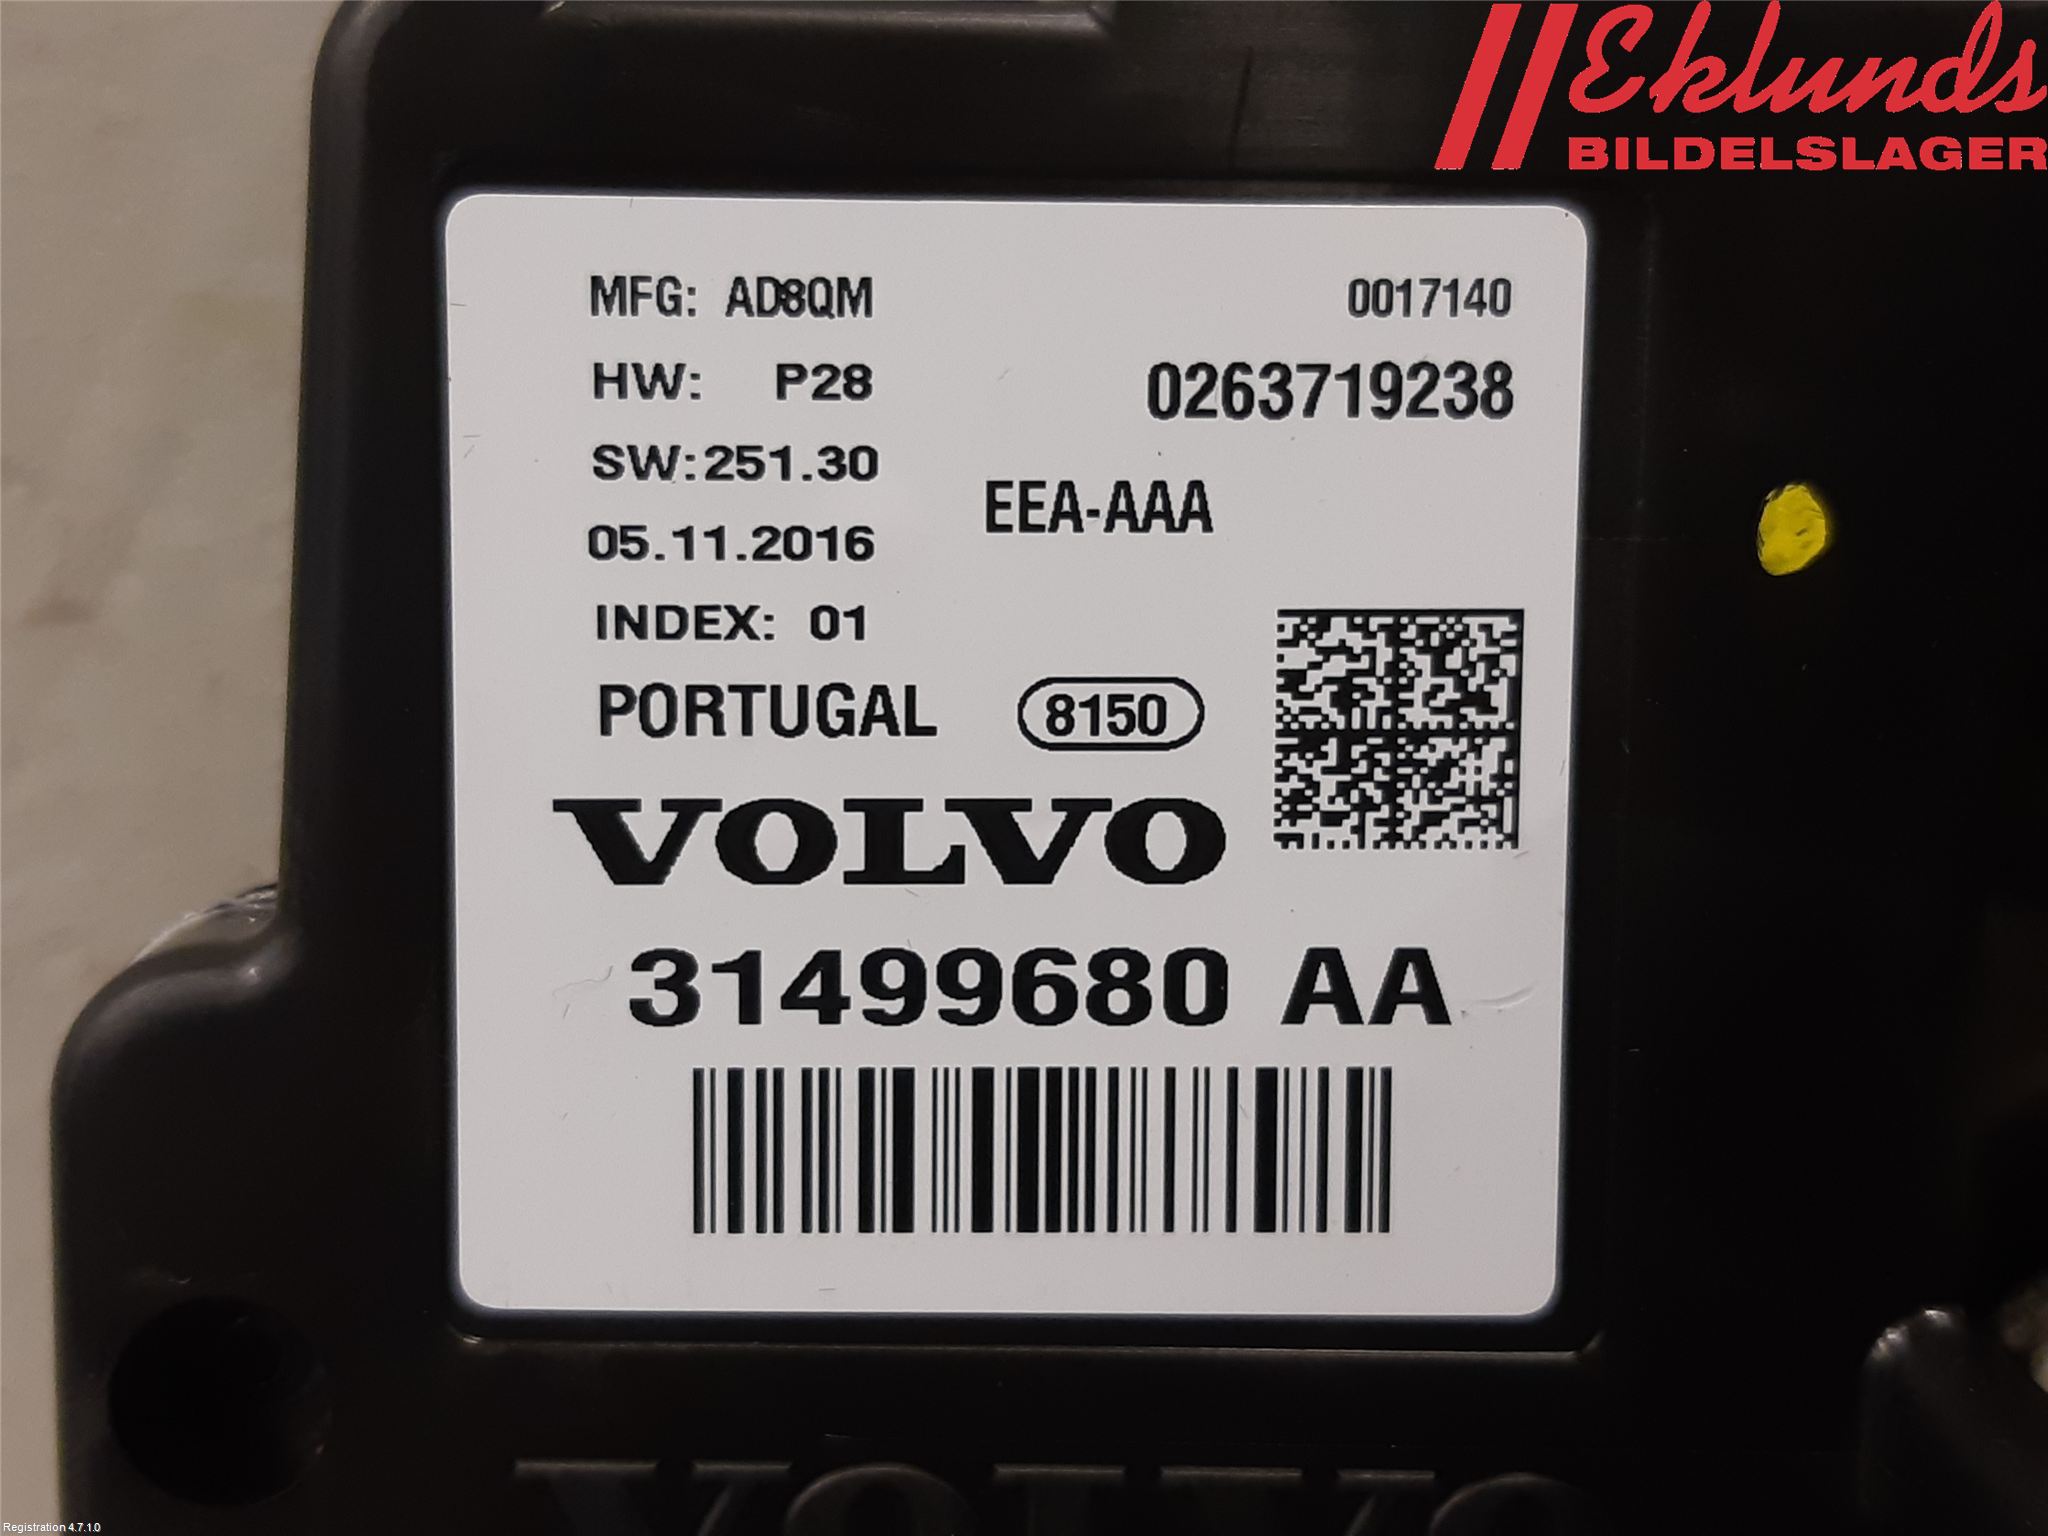 Eklunds
BILDELSLAGER
MFG: AD8QM
0017140
HW: P28
0263719238
SW:251.30
EEA-AAA
05.11.2016
INDEX: 01
PORTUGAL
8150
VOLVO
31499680 AA
VOLVO
Registration 4.7.1.0